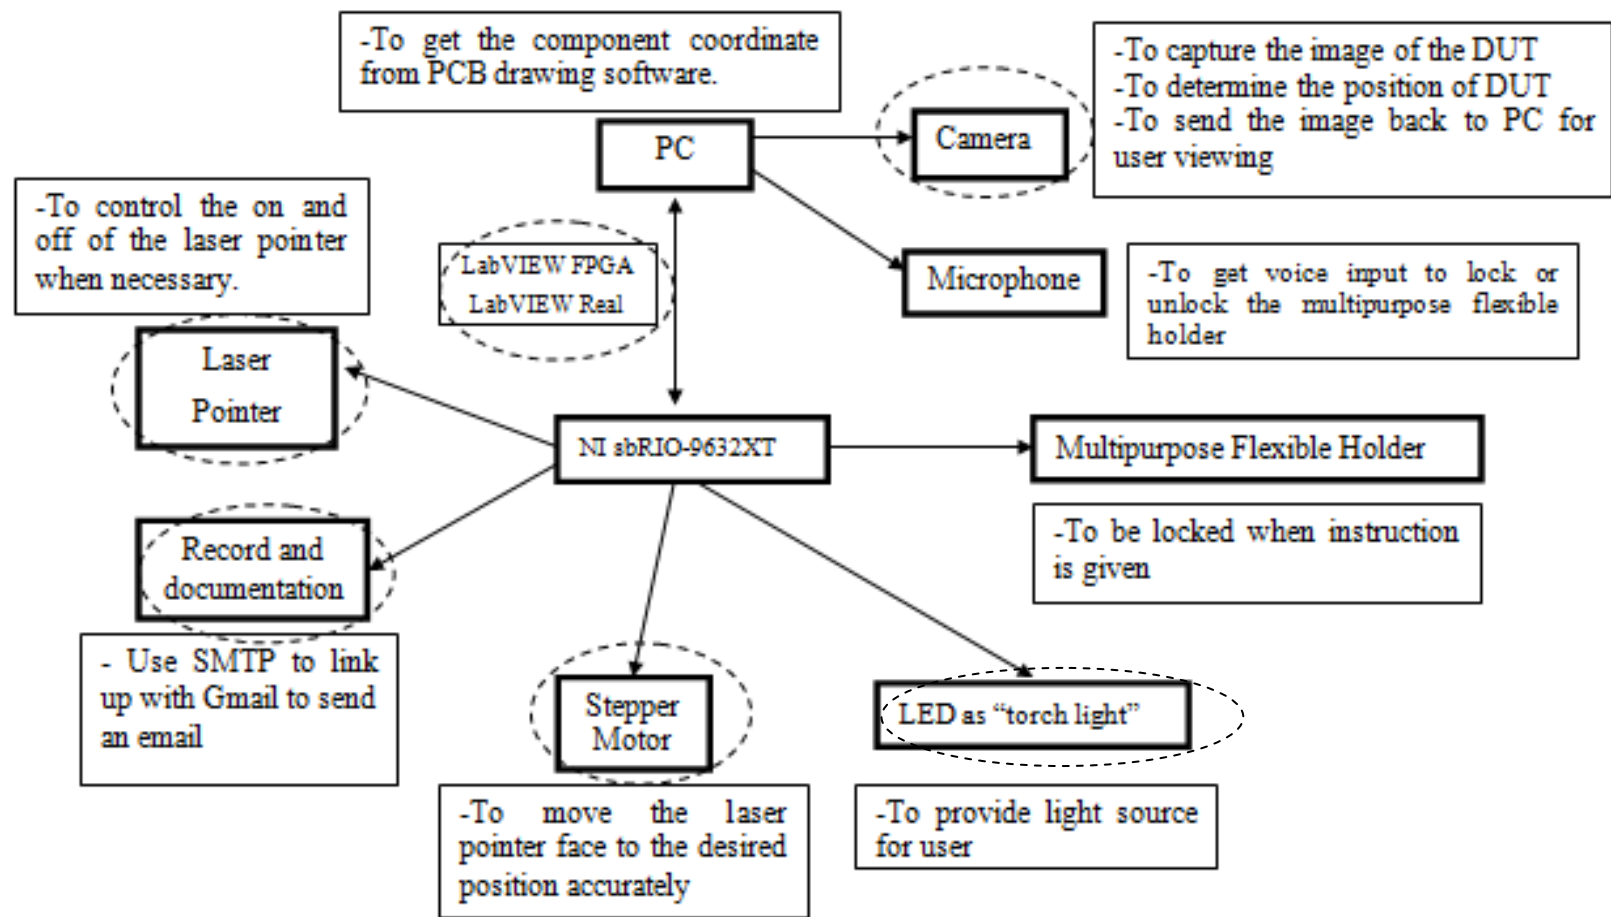 -To get the component coordinate
from PCB drawing software.
-To capture the image of the DUT
-To determine the position of DUT
-To send the image back to PC for
user viewing
PC
Camera
-To control the on and
off of the laser pointer
when necessary.
LabVIEW FPGA
LabVIEW Real
Microphone
-To get voice input to lock or
unlock the multipurpose flexible
holder
Laser
Pointer
NI sbRIO-9632XT
Multipurpose Flexible Holder
-To be locked when instruction
is given
Record and
documentation
- Use SMTP to link
up with Gmail to send
an email
Stepper
Motor
LED as “torch light”
-To move the laser
pointer face to the desired
position accurately
-To provide light source
for user